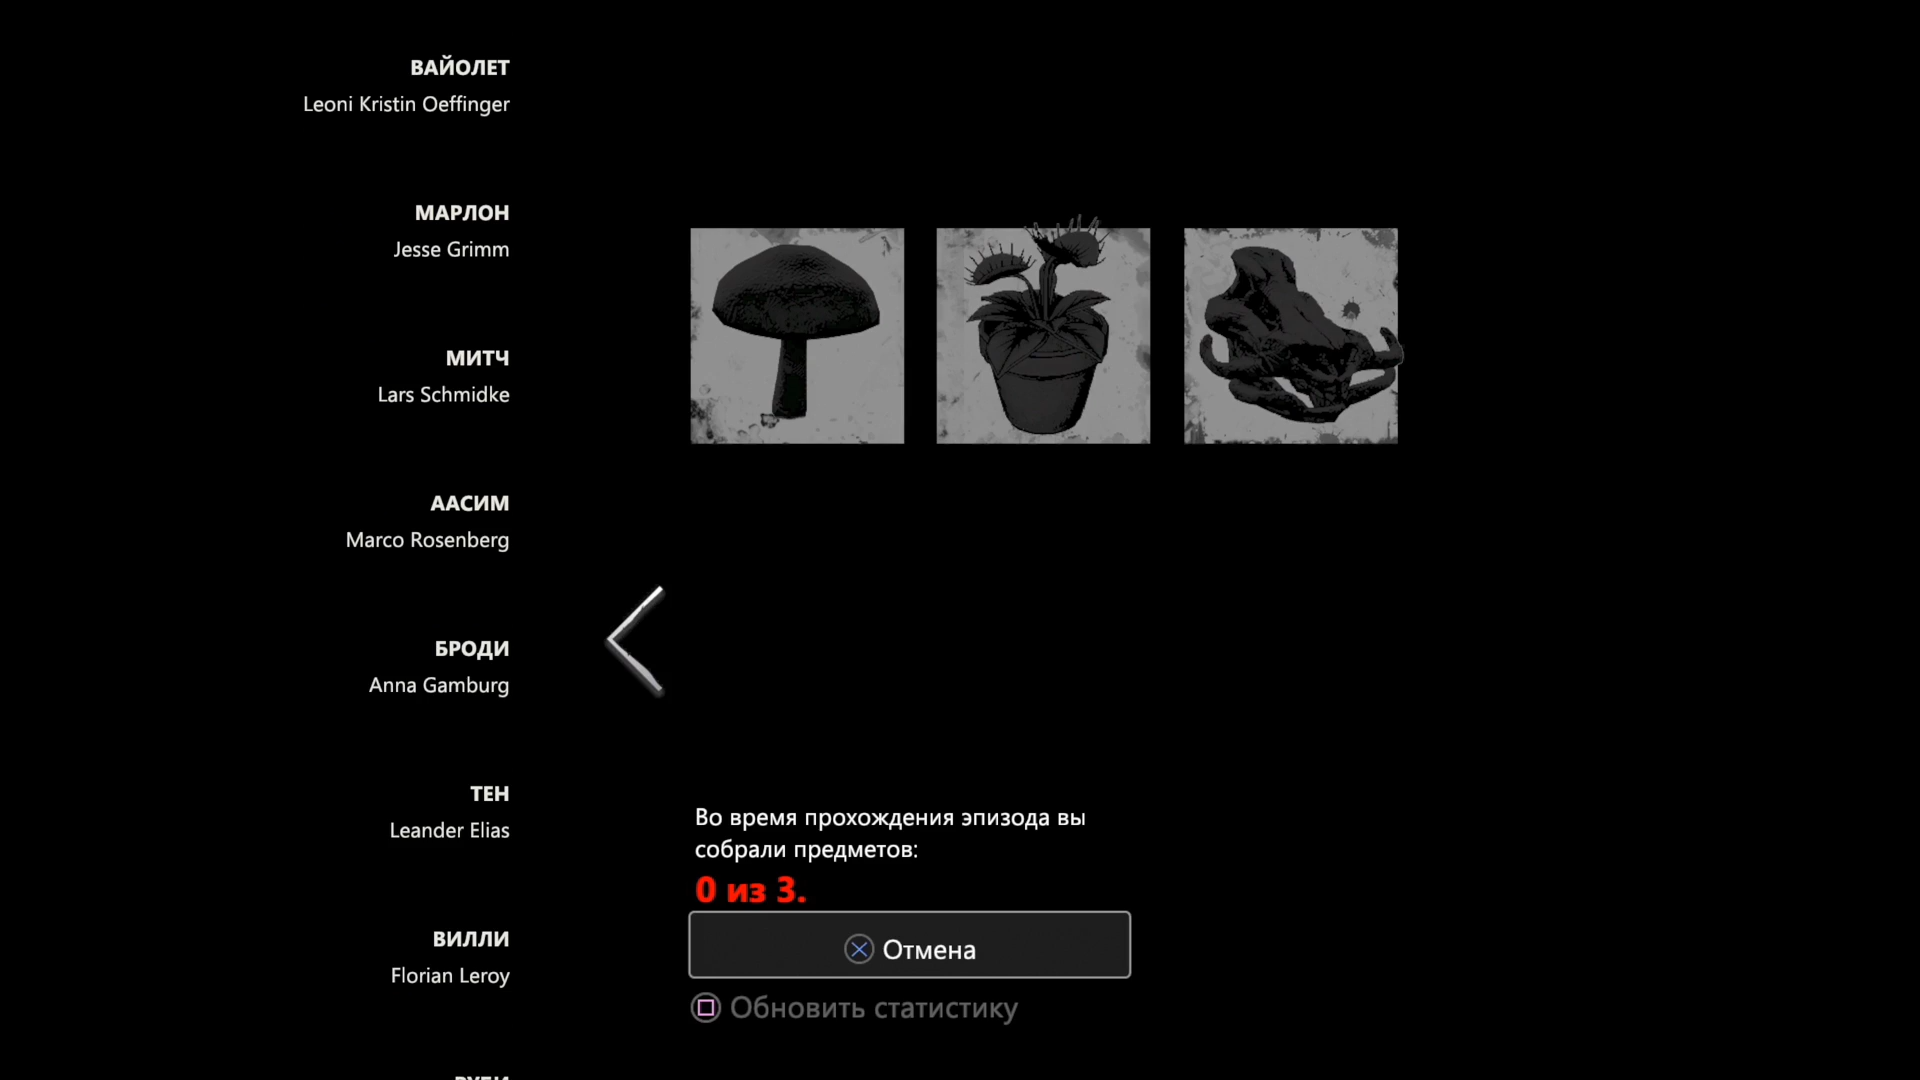 ВАЙОЛЕТ
Leoni Kristin Oeffinger
МАРЛОН
Jesse Grimm
МИТЧ
Lars Schmidke
ААСИМ
Marco Rosenberg
БРОДИ
Anna Gamburg
ТЕН
Leander Elias
ВИЛЛИ
Florian Leroy
Во время прохождения эпизода вы
собрали предметов:
0 из 3.
Отмена
Обновить статистику